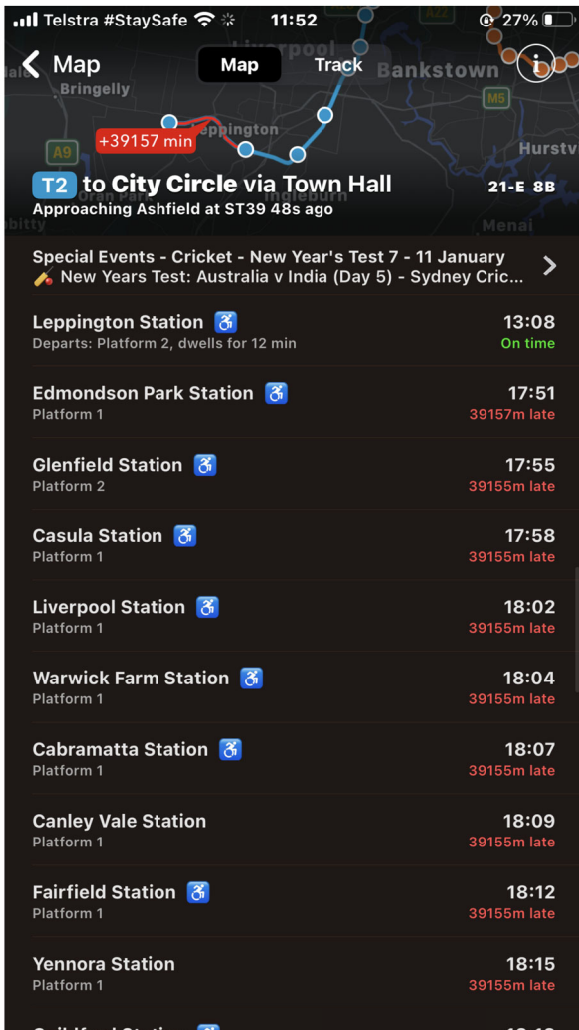 Telstra #StaySafe 11:52 27%
Map Map Track i
Liverpool
Bankstown
Bringelly
A22
M5
Leppington
+39157 min
A9
Hurstv
Oran Park
Ingleburn
Menai
T2 to City Circle via Town Hall 21-E 8B
Approaching Ashfield at ST39 48s ago
Special Events - Cricket - New Year's Test 7 - 11 January
🏏 New Years Test: Australia v India (Day 5) - Sydney Cric...
Leppington Station ♿ 13:08
Departs: Platform 2, dwells for 12 min On time
Edmondson Park Station ♿ 17:51
Platform 1 39157m late
Glenfield Station ♿ 17:55
Platform 2 39155m late
Casula Station ♿ 17:58
Platform 1 39155m late
Liverpool Station ♿ 18:02
Platform 1 39155m late
Warwick Farm Station ♿ 18:04
Platform 1 39155m late
Cabramatta Station ♿ 18:07
Platform 1 39155m late
Canley Vale Station 18:09
Platform 1 39155m late
Fairfield Station ♿ 18:12
Platform 1 39155m late
Yennora Station 18:15
Platform 1 39155m late